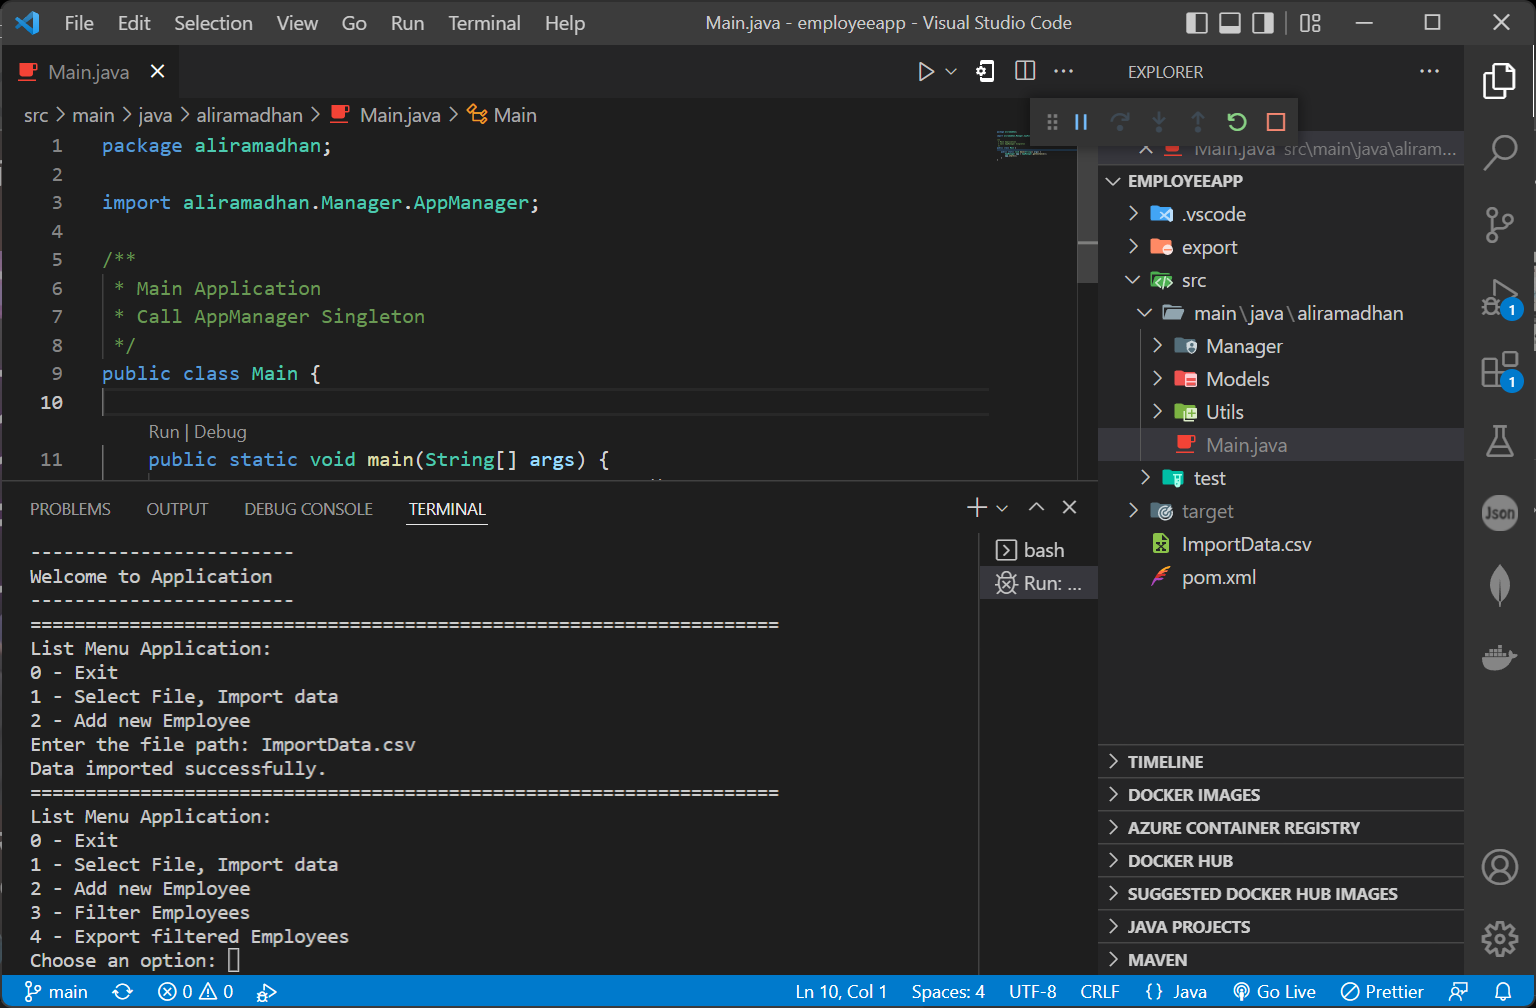 File Edit Selection View Go Run Terminal Help
Main.java - employeeapp - Visual Studio Code
Main.java
src > main > java > aliramadhan > Main.java > Main
1 package aliramadhan;
2
3 import aliramadhan.Manager.AppManager;
4
5 /**
6 * Main Application
7 * Call AppManager Singleton
8 */
9 public class Main {
10
Run | Debug
11 public static void main(String[] args) {
PROBLEMS OUTPUT DEBUG CONSOLE TERMINAL
------------------------
Welcome to Application
------------------------
====================================================================
List Menu Application:
0 - Exit
1 - Select File, Import data
2 - Add new Employee
Enter the file path: ImportData.csv
Data imported successfully.
====================================================================
List Menu Application:
0 - Exit
1 - Select File, Import data
2 - Add new Employee
3 - Filter Employees
4 - Export filtered Employees
Choose an option:
bash
Run: ...
EXPLORER
Main.java src\main\java\aliram...
EMPLOYEEAPP
.vscode
export
src
main\java\aliramadhan
Manager
Models
Utils
Main.java
test
target
ImportData.csv
pom.xml
TIMELINE
DOCKER IMAGES
AZURE CONTAINER REGISTRY
DOCKER HUB
SUGGESTED DOCKER HUB IMAGES
JAVA PROJECTS
MAVEN
1
1
Json
main 0 0
Ln 10, Col 1 Spaces: 4 UTF-8 CRLF {} Java Go Live Prettier